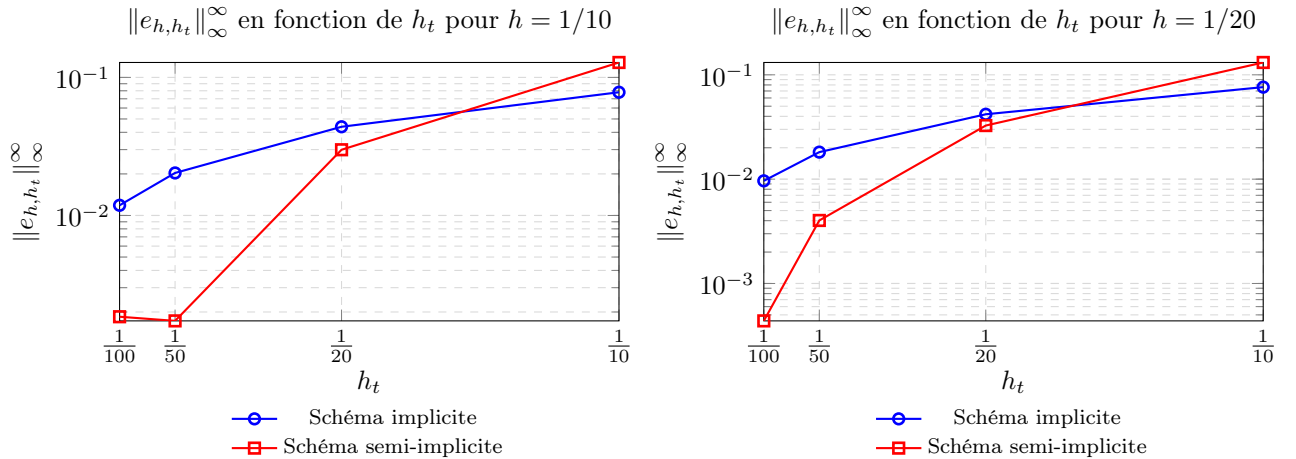 ‖e_{h,h_t}‖_∞^∞ en fonction de h_t pour h = 1/10
10^{-1}
10^{-2}
‖e_{h,h_t}‖_∞^∞
1/100 1/50 1/20 1/10
h_t
Schéma implicite
Schéma semi-implicite
‖e_{h,h_t}‖_∞^∞ en fonction de h_t pour h = 1/20
10^{-1}
10^{-2}
10^{-3}
‖e_{h,h_t}‖_∞^∞
1/100 1/50 1/20 1/10
h_t
Schéma implicite
Schéma semi-implicite